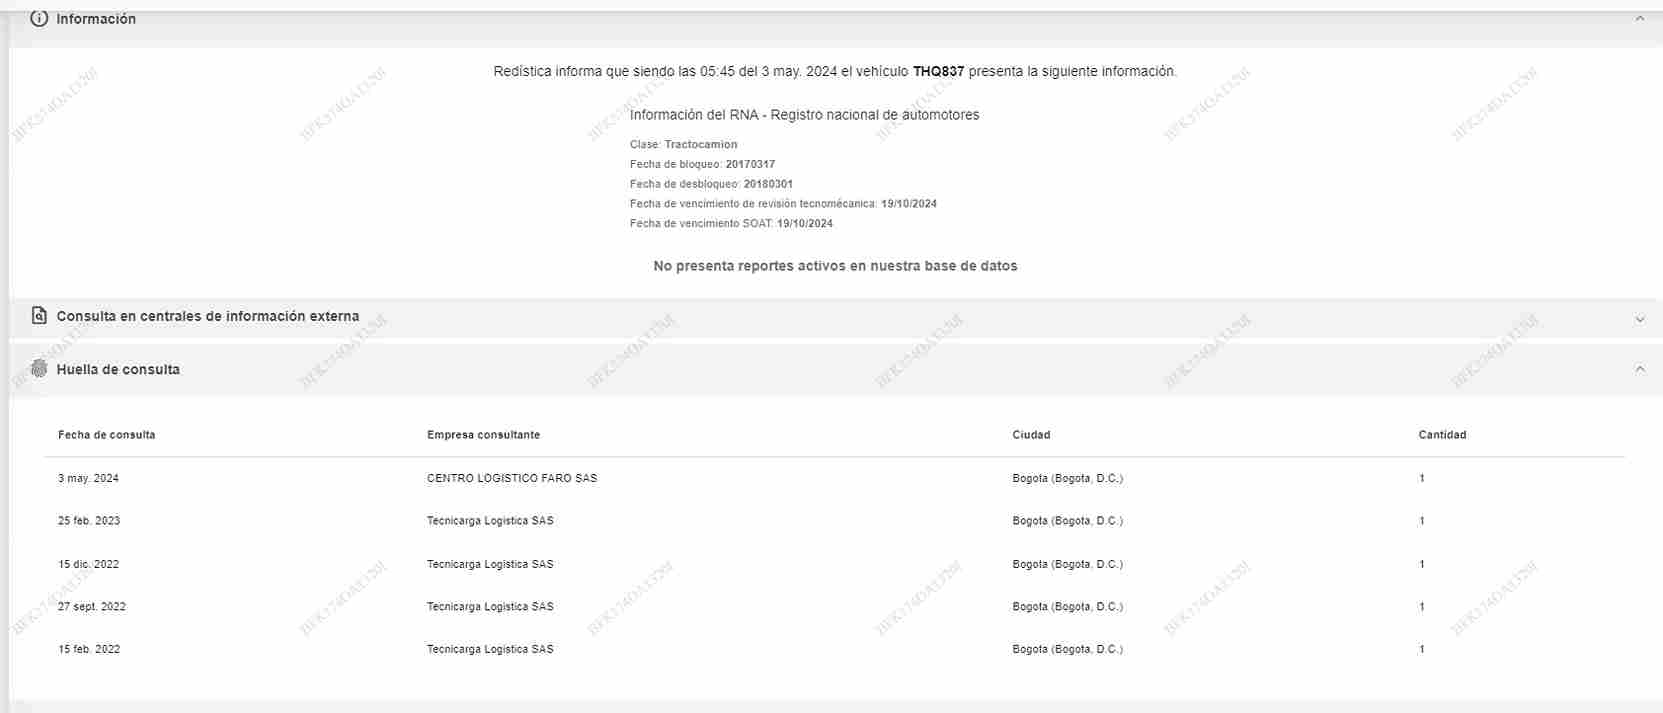 Información
Redística informa que siendo las 05:45 del 3 may. 2024 el vehículo THQ837 presenta la siguiente información.
Información del RNA - Registro nacional de automotores
Clase: Tractocamion
Fecha de bloqueo: 20170317
Fecha de desbloqueo: 20180301
Fecha de vencimiento de revisión tecnomécanica: 19/10/2024
Fecha de vencimiento SOAT: 19/10/2024
No presenta reportes activos en nuestra base de datos
Consulta en centrales de información externa
Huella de consulta
Fecha de consulta Empresa consultante Ciudad Cantidad
3 may. 2024 CENTRO LOGISTICO FARO SAS Bogota (Bogota, D.C.) 1
25 feb. 2023 Tecnicarga Logistica SAS Bogota (Bogota, D.C.) 1
15 dic. 2022 Tecnicarga Logistica SAS Bogota (Bogota, D.C.) 1
27 sept. 2022 Tecnicarga Logistica SAS Bogota (Bogota, D.C.) 1
15 feb. 2022 Tecnicarga Logistica SAS Bogota (Bogota, D.C.) 1